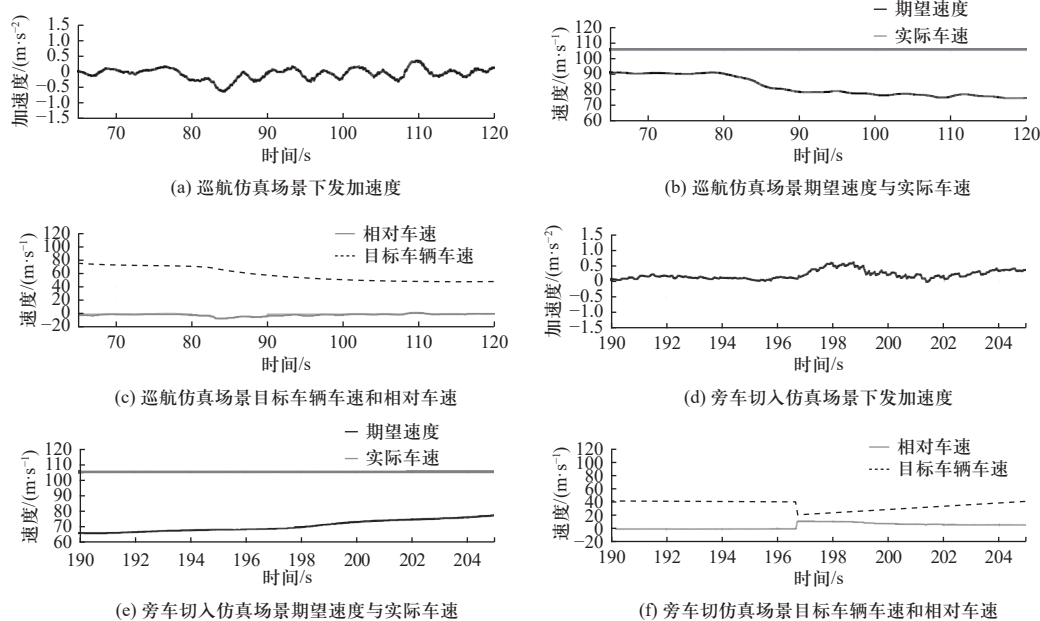 1.5
1.0
0.5
0
−0.5
−1.0
−1.5
加速度/(m·s⁻²)
70 80 90 100 110 120
时间/s
(a) 巡航仿真场景下发加速度
期望速度
实际车速
120
110
100
90
80
70
60
速度/(m·s⁻¹)
70 80 90 100 110 120
时间/s
(b) 巡航仿真场景期望速度与实际车速
相对车速
目标车辆车速
120
100
80
60
40
20
0
−20
速度/(m·s⁻¹)
70 80 90 100 110 120
时间/s
(c) 巡航仿真场景目标车辆车速和相对车速
1.5
1.0
0.5
0
−0.5
−1.0
−1.5
加速度/(m·s⁻²)
190 192 194 196 198 200 202 204
时间/s
(d) 旁车切入仿真场景下发加速度
期望速度
实际车速
120
110
100
90
80
70
60
速度/(m·s⁻¹)
190 192 194 196 198 200 202 204
时间/s
(e) 旁车切入仿真场景期望速度与实际车速
相对车速
目标车辆车速
120
100
80
60
40
20
0
−20
速度/(m·s⁻¹)
190 192 194 196 198 200 202 204
时间/s
(f) 旁车切仿真场景目标车辆车速和相对车速